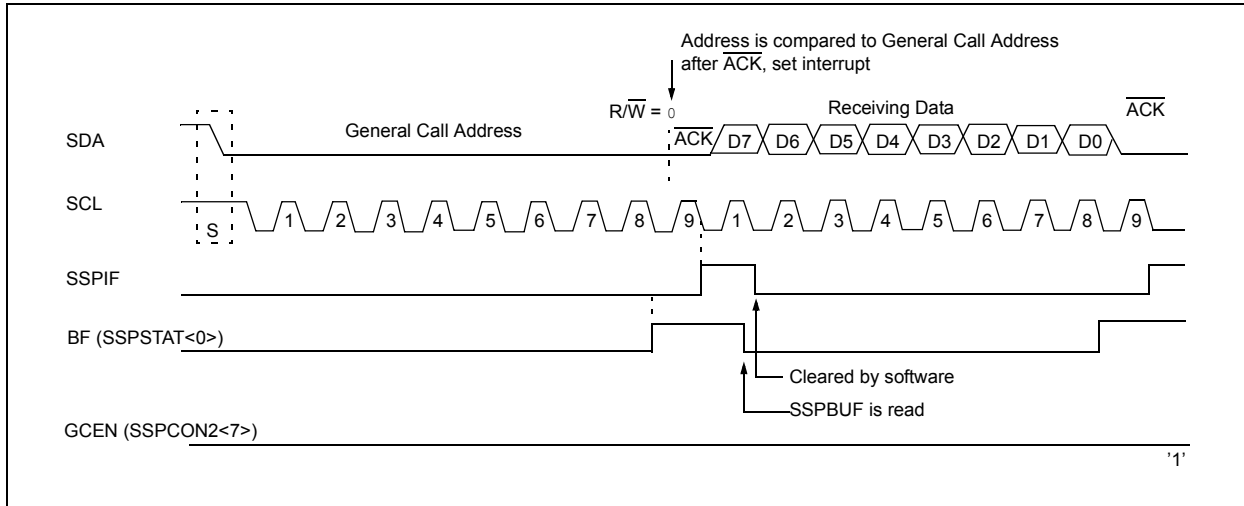 Address is compared to General Call Address
after ACK, set interrupt
R/W = 0
Receiving Data
ACK
SDA
General Call Address
ACK D7 D6 D5 D4 D3 D2 D1 D0
SCL
S
1 2 3 4 5 6 7 8 9 1 2 3 4 5 6 7 8 9
SSPIF
BF (SSPSTAT<0>)
Cleared by software
SSPBUF is read
GCEN (SSPCON2<7>)
'1'